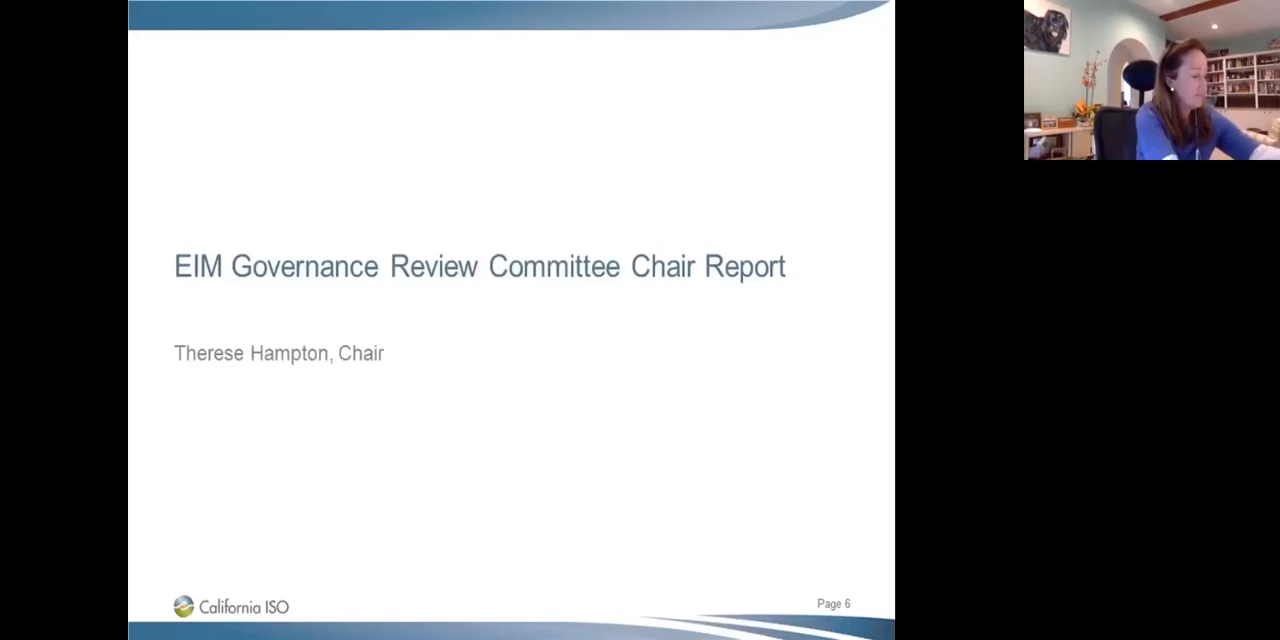 EIM Governance Review Committee Chair Report
Therese Hampton, Chair
California ISO
Page 6